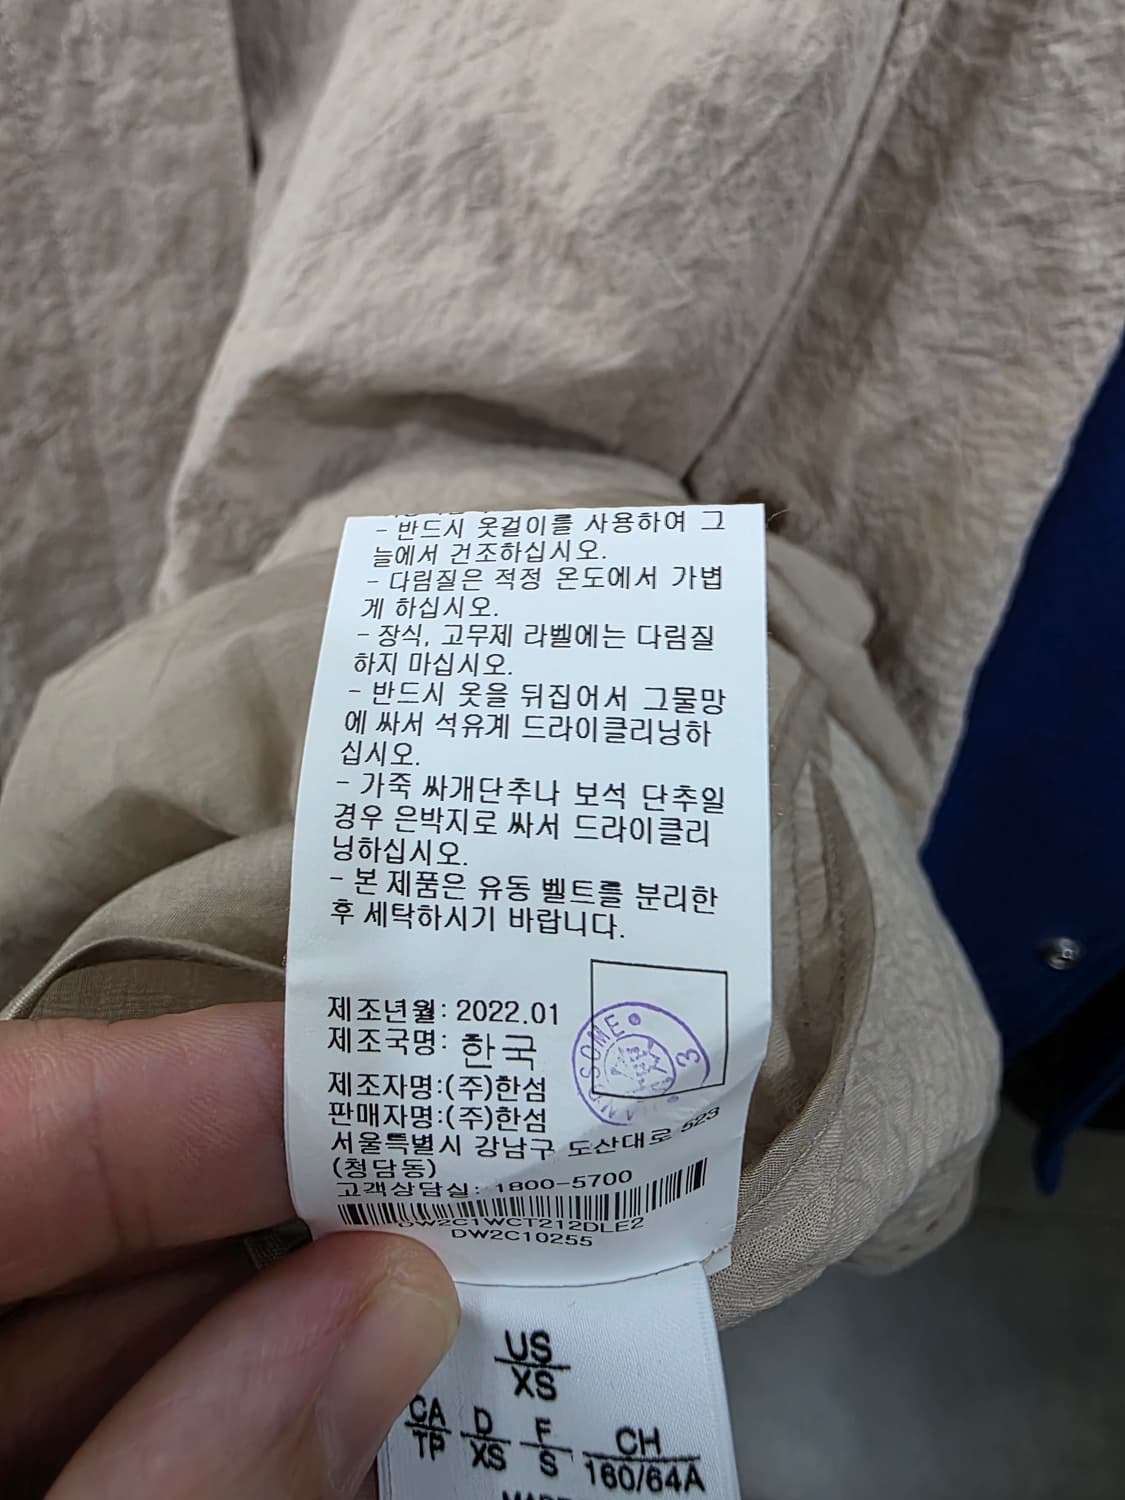 - 반드시 옷걸이를 사용하여 그
늘에서 건조하십시오.
- 다림질은 적정 온도에서 가볍
게 하십시오.
- 장식, 고무제 라벨에는 다림질
하지 마십시오.
- 반드시 옷을 뒤집어서 그물망
에 싸서 석유계 드라이클리닝하
십시오.
- 가죽 싸개단추나 보석 단추일
경우 은박지로 싸서 드라이클리
닝하십시오.
- 본 제품은 유동 벨트를 분리한
후 세탁하시기 바랍니다.
제조년월: 2022.01
제조국명: 한국
제조자명:(주)한섬
판매자명:(주)한섬
서울특별시 강남구 도산대로 523
(청담동)
고객상담실: 1800-5700
DW2C1WCT212DLE2
DW2C10255
HANDSOME 3
US
XS
CA D F CH
TP XS S 160/64A